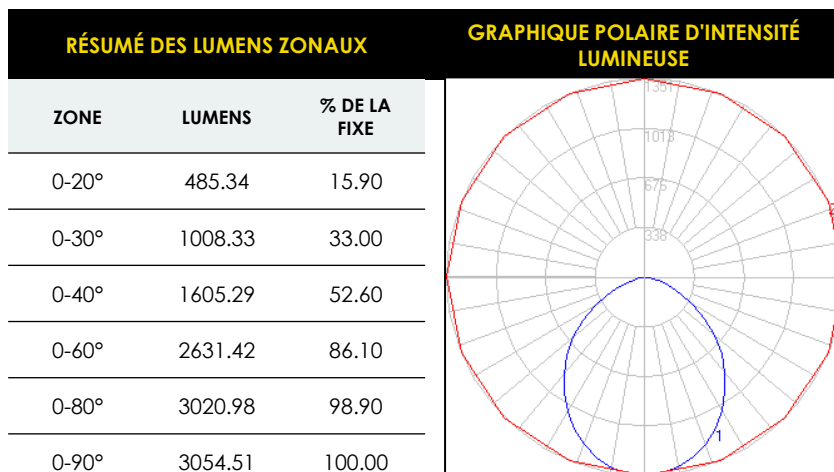 RÉSUMÉ DES LUMENS ZONAUX
ZONE LUMENS % DE LA
FIXE
0-20° 485.34 15.90
0-30° 1008.33 33.00
0-40° 1605.29 52.60
0-60° 2631.42 86.10
0-80° 3020.98 98.90
0-90° 3054.51 100.00
GRAPHIQUE POLAIRE D'INTENSITÉ
LUMINEUSE
1351
1013
675
338
2
1